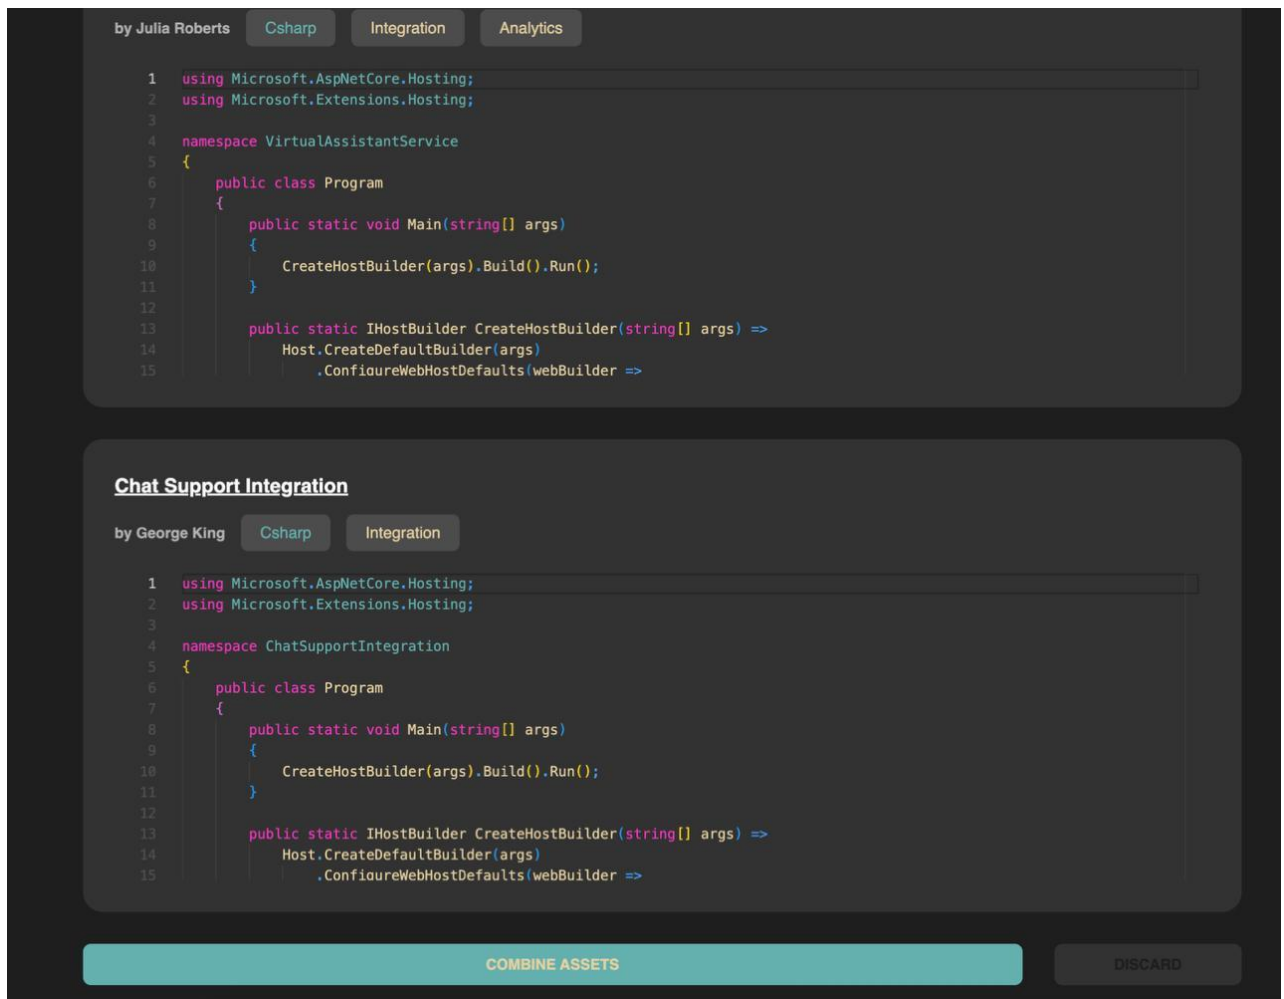 by Julia Roberts Csharp Integration Analytics
1 using Microsoft.AspNetCore.Hosting;
2 using Microsoft.Extensions.Hosting;
3
4 namespace VirtualAssistantService
5 {
6 public class Program
7 {
8 public static void Main(string[] args)
9 {
10 CreateHostBuilder(args).Build().Run();
11 }
12
13 public static IHostBuilder CreateHostBuilder(string[] args) =>
14 Host.CreateDefaultBuilder(args)
15 .ConfigureWebHostDefaults(webBuilder =>
Chat Support Integration
by George King Csharp Integration
1 using Microsoft.AspNetCore.Hosting;
2 using Microsoft.Extensions.Hosting;
3
4 namespace ChatSupportIntegration
5 {
6 public class Program
7 {
8 public static void Main(string[] args)
9 {
10 CreateHostBuilder(args).Build().Run();
11 }
12
13 public static IHostBuilder CreateHostBuilder(string[] args) =>
14 Host.CreateDefaultBuilder(args)
15 .ConfigureWebHostDefaults(webBuilder =>
COMBINE ASSETS DISCARD